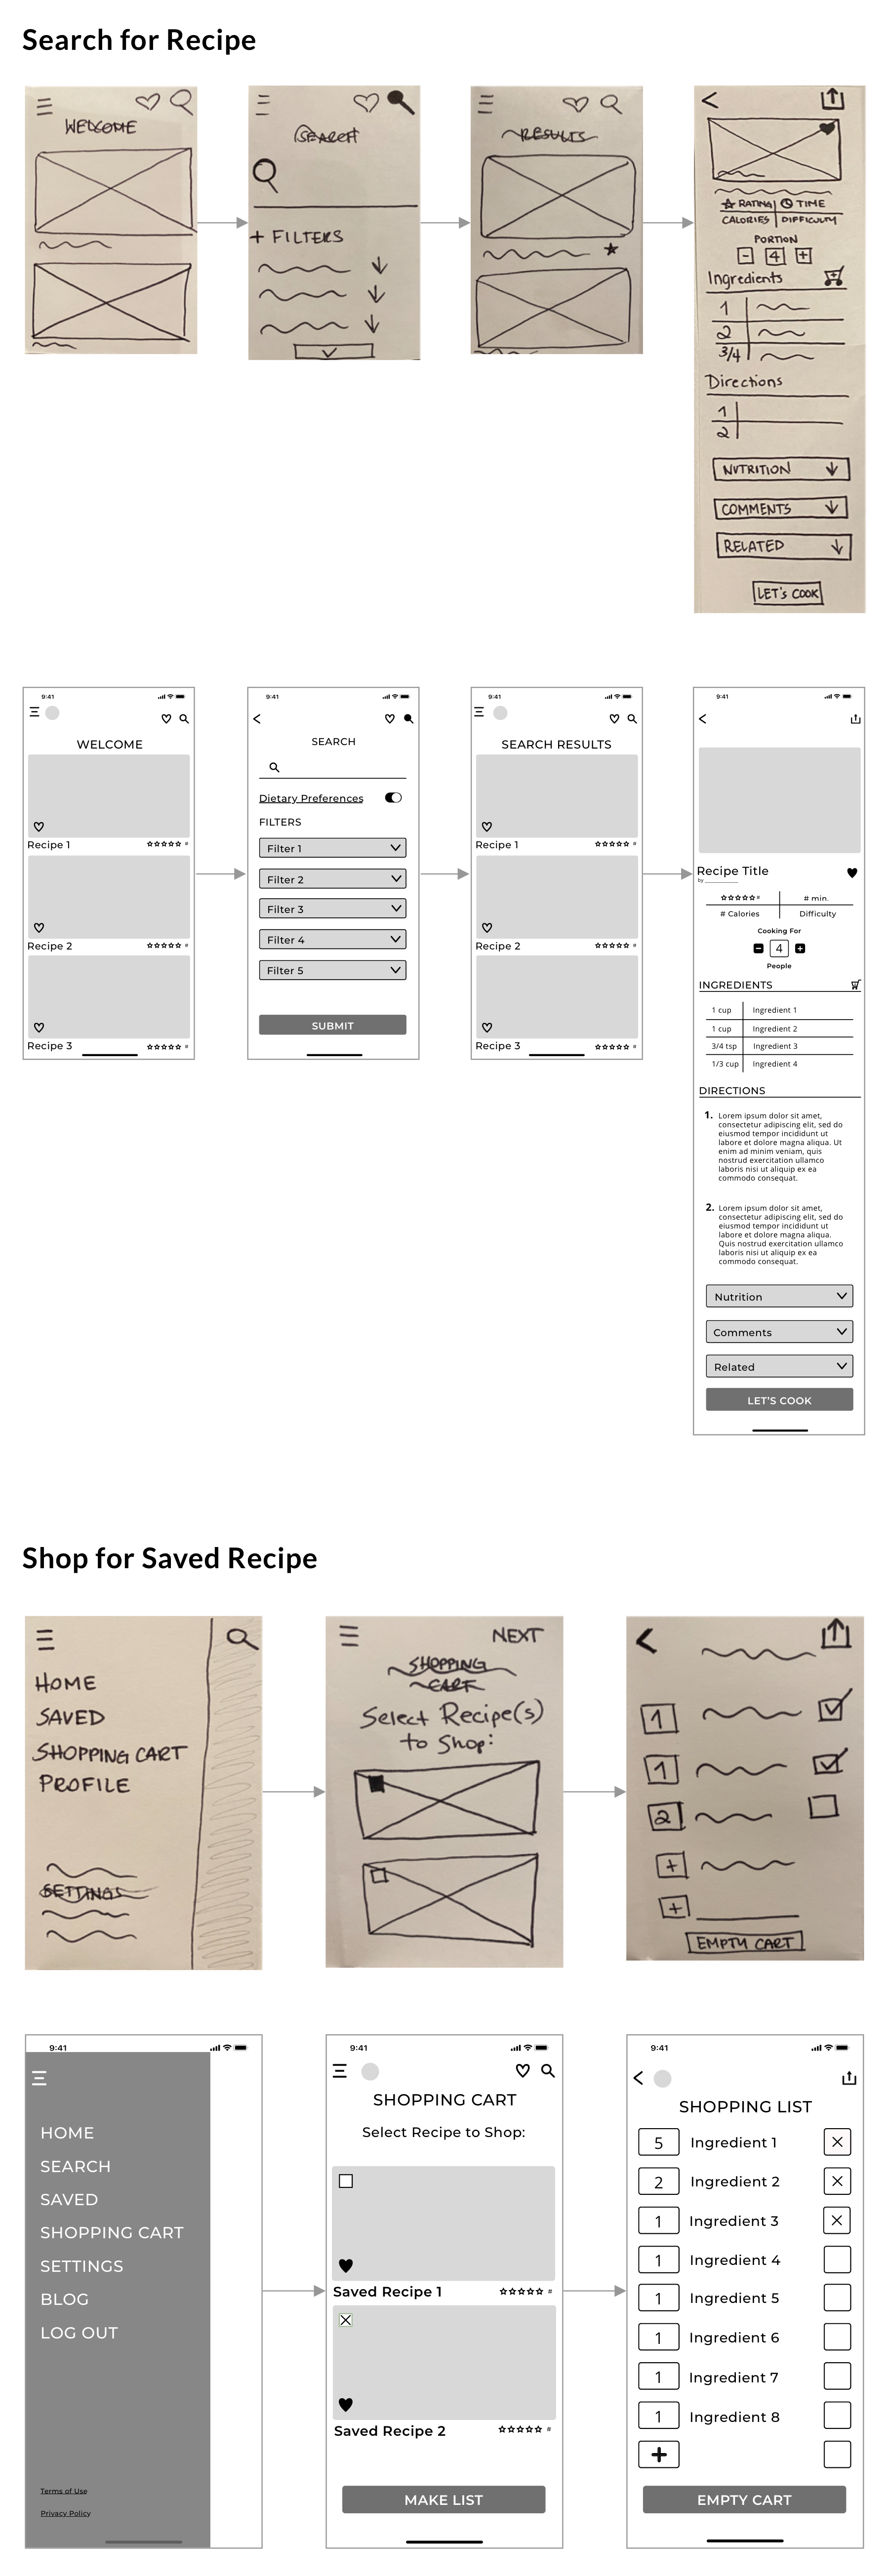 Search for Recipe
WELCOME
SEARCH
+ FILTERS
RESULTS
RATING TIME
CALORIES DIFFICULTY
PORTION
- 4 +
Ingredients
1
2
3/4
Directions
1
2
NUTRITION
COMMENTS
RELATED
LET'S COOK
9:41
WELCOME
Recipe 1 #
Recipe 2 #
Recipe 3 #
9:41
SEARCH
Dietary Preferences
FILTERS
Filter 1
Filter 2
Filter 3
Filter 4
Filter 5
SUBMIT
9:41
SEARCH RESULTS
Recipe 1 #
Recipe 2 #
Recipe 3 #
9:41
Recipe Title
by
# # min.
# Calories Difficulty
Cooking For
- 4 +
People
INGREDIENTS
1 cup Ingredient 1
1 cup Ingredient 2
3/4 tsp Ingredient 3
1/3 cup Ingredient 4
DIRECTIONS
1. Lorem ipsum dolor sit amet,
consectetur adipiscing elit, sed do
eiusmod tempor incididunt ut
labore et dolore magna aliqua. Ut
enim ad minim veniam, quis
nostrud exercitation ullamco
laboris nisi ut aliquip ex ea
commodo consequat.
2. Lorem ipsum dolor sit amet,
consectetur adipiscing elit, sed do
eiusmod tempor incididunt ut
labore et dolore magna aliqua.
Quis nostrud exercitation ullamco
laboris nisi ut aliquip ex ea
commodo consequat.
Nutrition
Comments
Related
LET'S COOK
Shop for Saved Recipe
HOME
SAVED
SHOPPING CART
PROFILE
SETTINGS
NEXT
SHOPPING
CART
Select Recipe(s)
to Shop:
1
1
2
+
+
EMPTY CART
9:41
HOME
SEARCH
SAVED
SHOPPING CART
SETTINGS
BLOG
LOG OUT
Terms of Use
Privacy Policy
9:41
SHOPPING CART
Select Recipe to Shop:
Saved Recipe 1 #
Saved Recipe 2 #
MAKE LIST
9:41
SHOPPING LIST
5 Ingredient 1
2 Ingredient 2
1 Ingredient 3
1 Ingredient 4
1 Ingredient 5
1 Ingredient 6
1 Ingredient 7
1 Ingredient 8
+
EMPTY CART